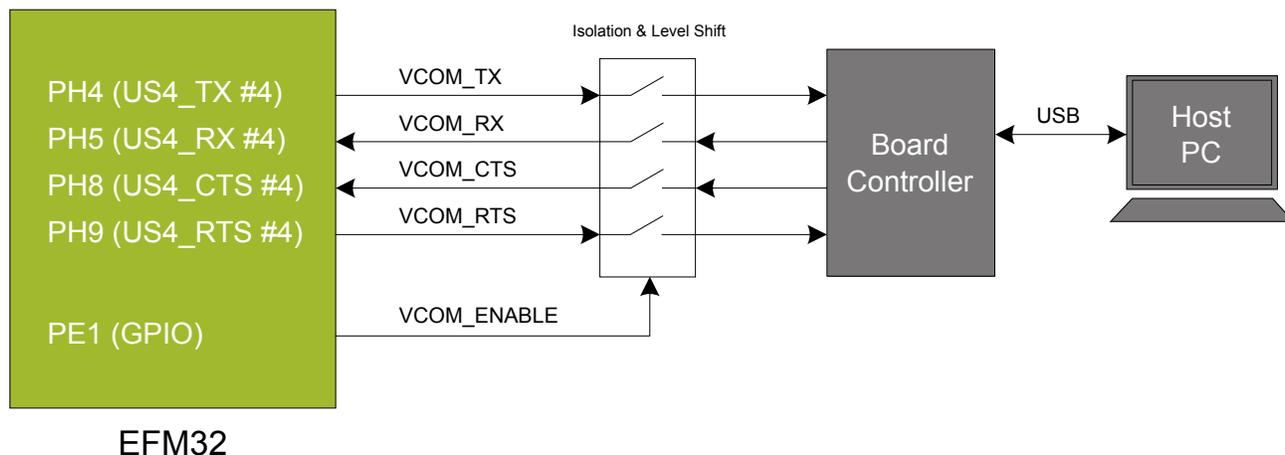 Isolation & Level Shift
PH4 (US4_TX #4)
PH5 (US4_RX #4)
PH8 (US4_CTS #4)
PH9 (US4_RTS #4)
PE1 (GPIO)
VCOM_TX
VCOM_RX
VCOM_CTS
VCOM_RTS
VCOM_ENABLE
Board
Controller
USB
Host
PC
EFM32